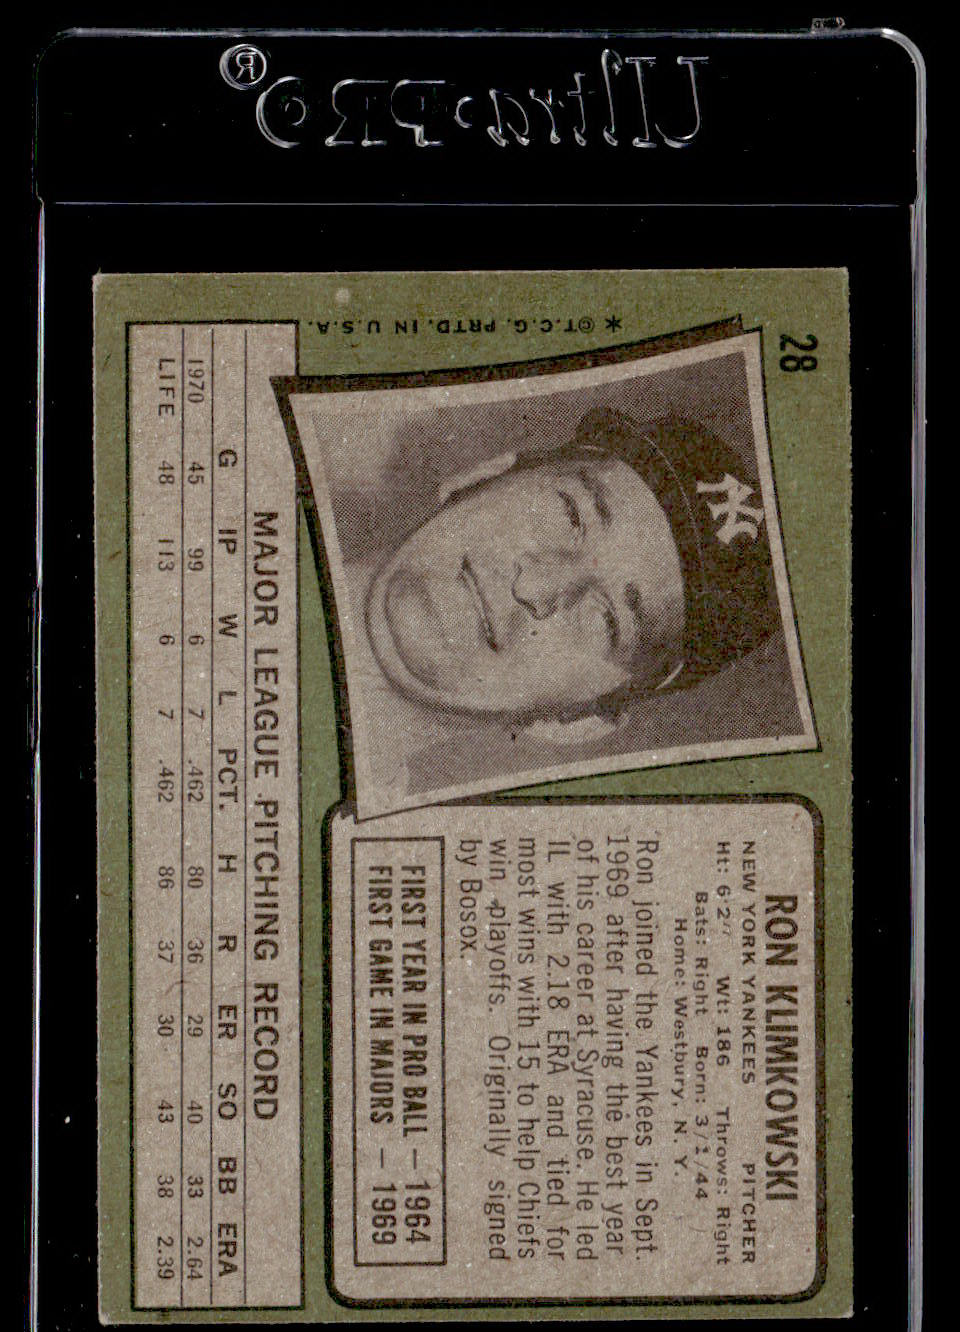 Ultra·PRO®
28
* ©T.C.G. PRTD. IN U.S.A.
NY
RON KLIMKOWSKI
NEW YORK YANKEES PITCHER
Ht: 6'2" Wt: 186 Throws: Right
Bats: Right Born: 3/1/44
Home: Westbury, N. Y.
Ron joined the Yankees in Sept.
1969 after having the best year
of his career at Syracuse. He led
IL with 2.18 ERA and tied for
most wins with 15 to help Chiefs
win playoffs. Originally signed
by Bosox.
FIRST YEAR IN PRO BALL — 1964
FIRST GAME IN MAJORS — 1969
MAJOR LEAGUE PITCHING RECORD
G IP W L PCT. H R ER SO BB ERA
1970 45 99 6 7 .462 80 36 29 40 33 2.64
LIFE 48 113 6 7 .462 86 37 30 43 38 2.39